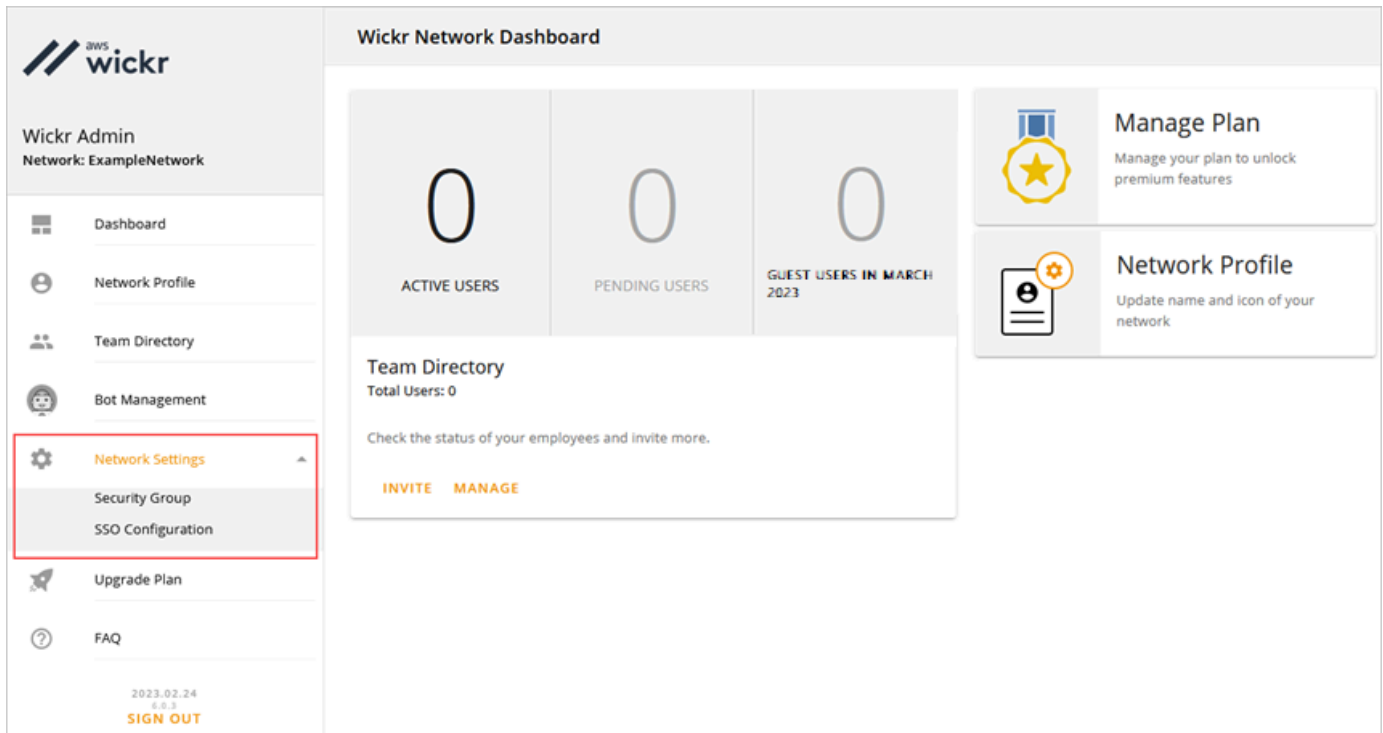 aws
wickr
Wickr Admin
Network: ExampleNetwork
Dashboard
Network Profile
Team Directory
Bot Management
Network Settings
Security Group
SSO Configuration
Upgrade Plan
FAQ
2023.02.24
6.0.3
SIGN OUT
Wickr Network Dashboard
0
ACTIVE USERS
0
PENDING USERS
0
GUEST USERS IN MARCH
2023
Team Directory
Total Users: 0
Check the status of your employees and invite more.
INVITE MANAGE
Manage Plan
Manage your plan to unlock
premium features
Network Profile
Update name and icon of your
network